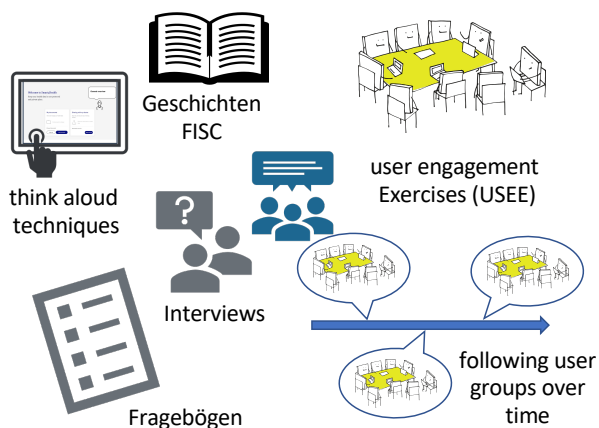 Geschichten
FISC
think aloud
techniques
user engagement
Exercises (USEE)
?
Interviews
Fragebögen
following user
groups over
time